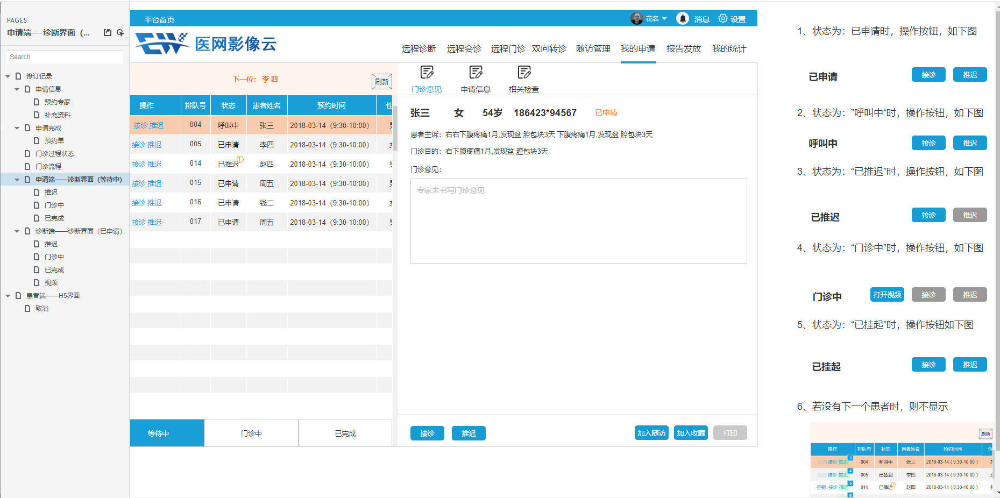 PAGES
申请端——诊断界面（...
Search
修订记录
申请信息
预约专家
补充资料
申请完成
预约单
门诊过程状态
门诊流程
申请端——诊断界面（等待中）
推迟
门诊中
已完成
诊断端——诊断界面（已申请）
推迟
门诊中
已完成
视频
患者端——H5界面
取消
平台首页
花名
消息
设置
医网影像云
远程诊断 远程会诊 远程门诊 双向转诊 随访管理 我的申请 报告发放 我的统计
下一位： 李 四
刷新
操作 排队号 状态 患者姓名 预约时间 性
接诊 推迟 004 呼叫中 张三 2018-03-14（9:30-10:00） 男
接诊 推迟 005 已申请 李四 2018-03-14（9:30-10:00） 女
接诊 推迟 014 已推迟 赵四 2018-03-14（9:30-10:00） 男
接诊 推迟 015 已申请 周五 2018-03-14（9:30-10:00） 男
接诊 推迟 016 已申请 钱二 2018-03-14（9:30-10:00） 女
接诊 推迟 017 已申请 周五 2018-03-14（9:30-10:00） 男
等待中 门诊中 已完成
门诊意见 申请信息 相关检查
张三 女 54岁 186423*94567 已申请
患者主诉：右右下腹疼痛1月,发现盆 腔包块3天 下腹疼痛1月,发现盆 腔包块3天
门诊目的：右下腹疼痛1月,发现盆 腔包块3天
门诊意见：
专家未书写门诊意见
接诊 推迟 加入随访 加入收藏 打印
1、状态为：已申请时，操作按钮，如下图
已申请 接诊 推迟
2、状态为：”呼叫中“时，操作按钮，如下图
呼叫中 接诊 推迟
3、状态为：“已推迟”时，操作按钮，如下图
已推迟 接诊 推迟
4、状态为：“门诊中”时，操作按钮，如下图
门诊中 打开视频 接诊 推迟
5、状态为：“已挂起”时，操作按钮如下图
已挂起 接诊 推迟
6、若没有下一个患者时，则不显示
刷新
操作 排队号 状态 患者姓名 预约时间 性
签到 接诊 推迟 3 004 呼叫中 张三 2018-03-14 ( 9:30-10:00 ) 男
签到 接诊 推迟 4 005 已签到 李四 2018-03-14 ( 9:30-10:00 ) 女
签到 接诊 推迟 5 014 已推迟 赵四 2018-03-14 ( 9:30-10:00 ) 男
6